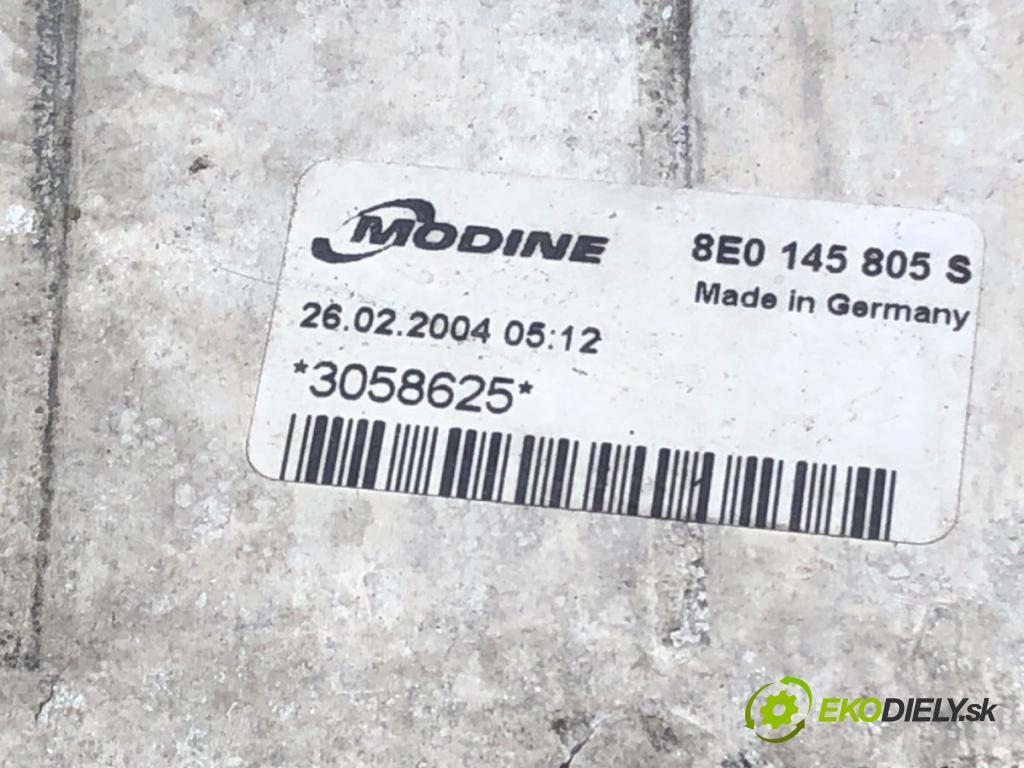 MODINE
8E0 145 805 S
Made in Germany
26.02.2004 05:12
*3058625*
EKODIELY.sk